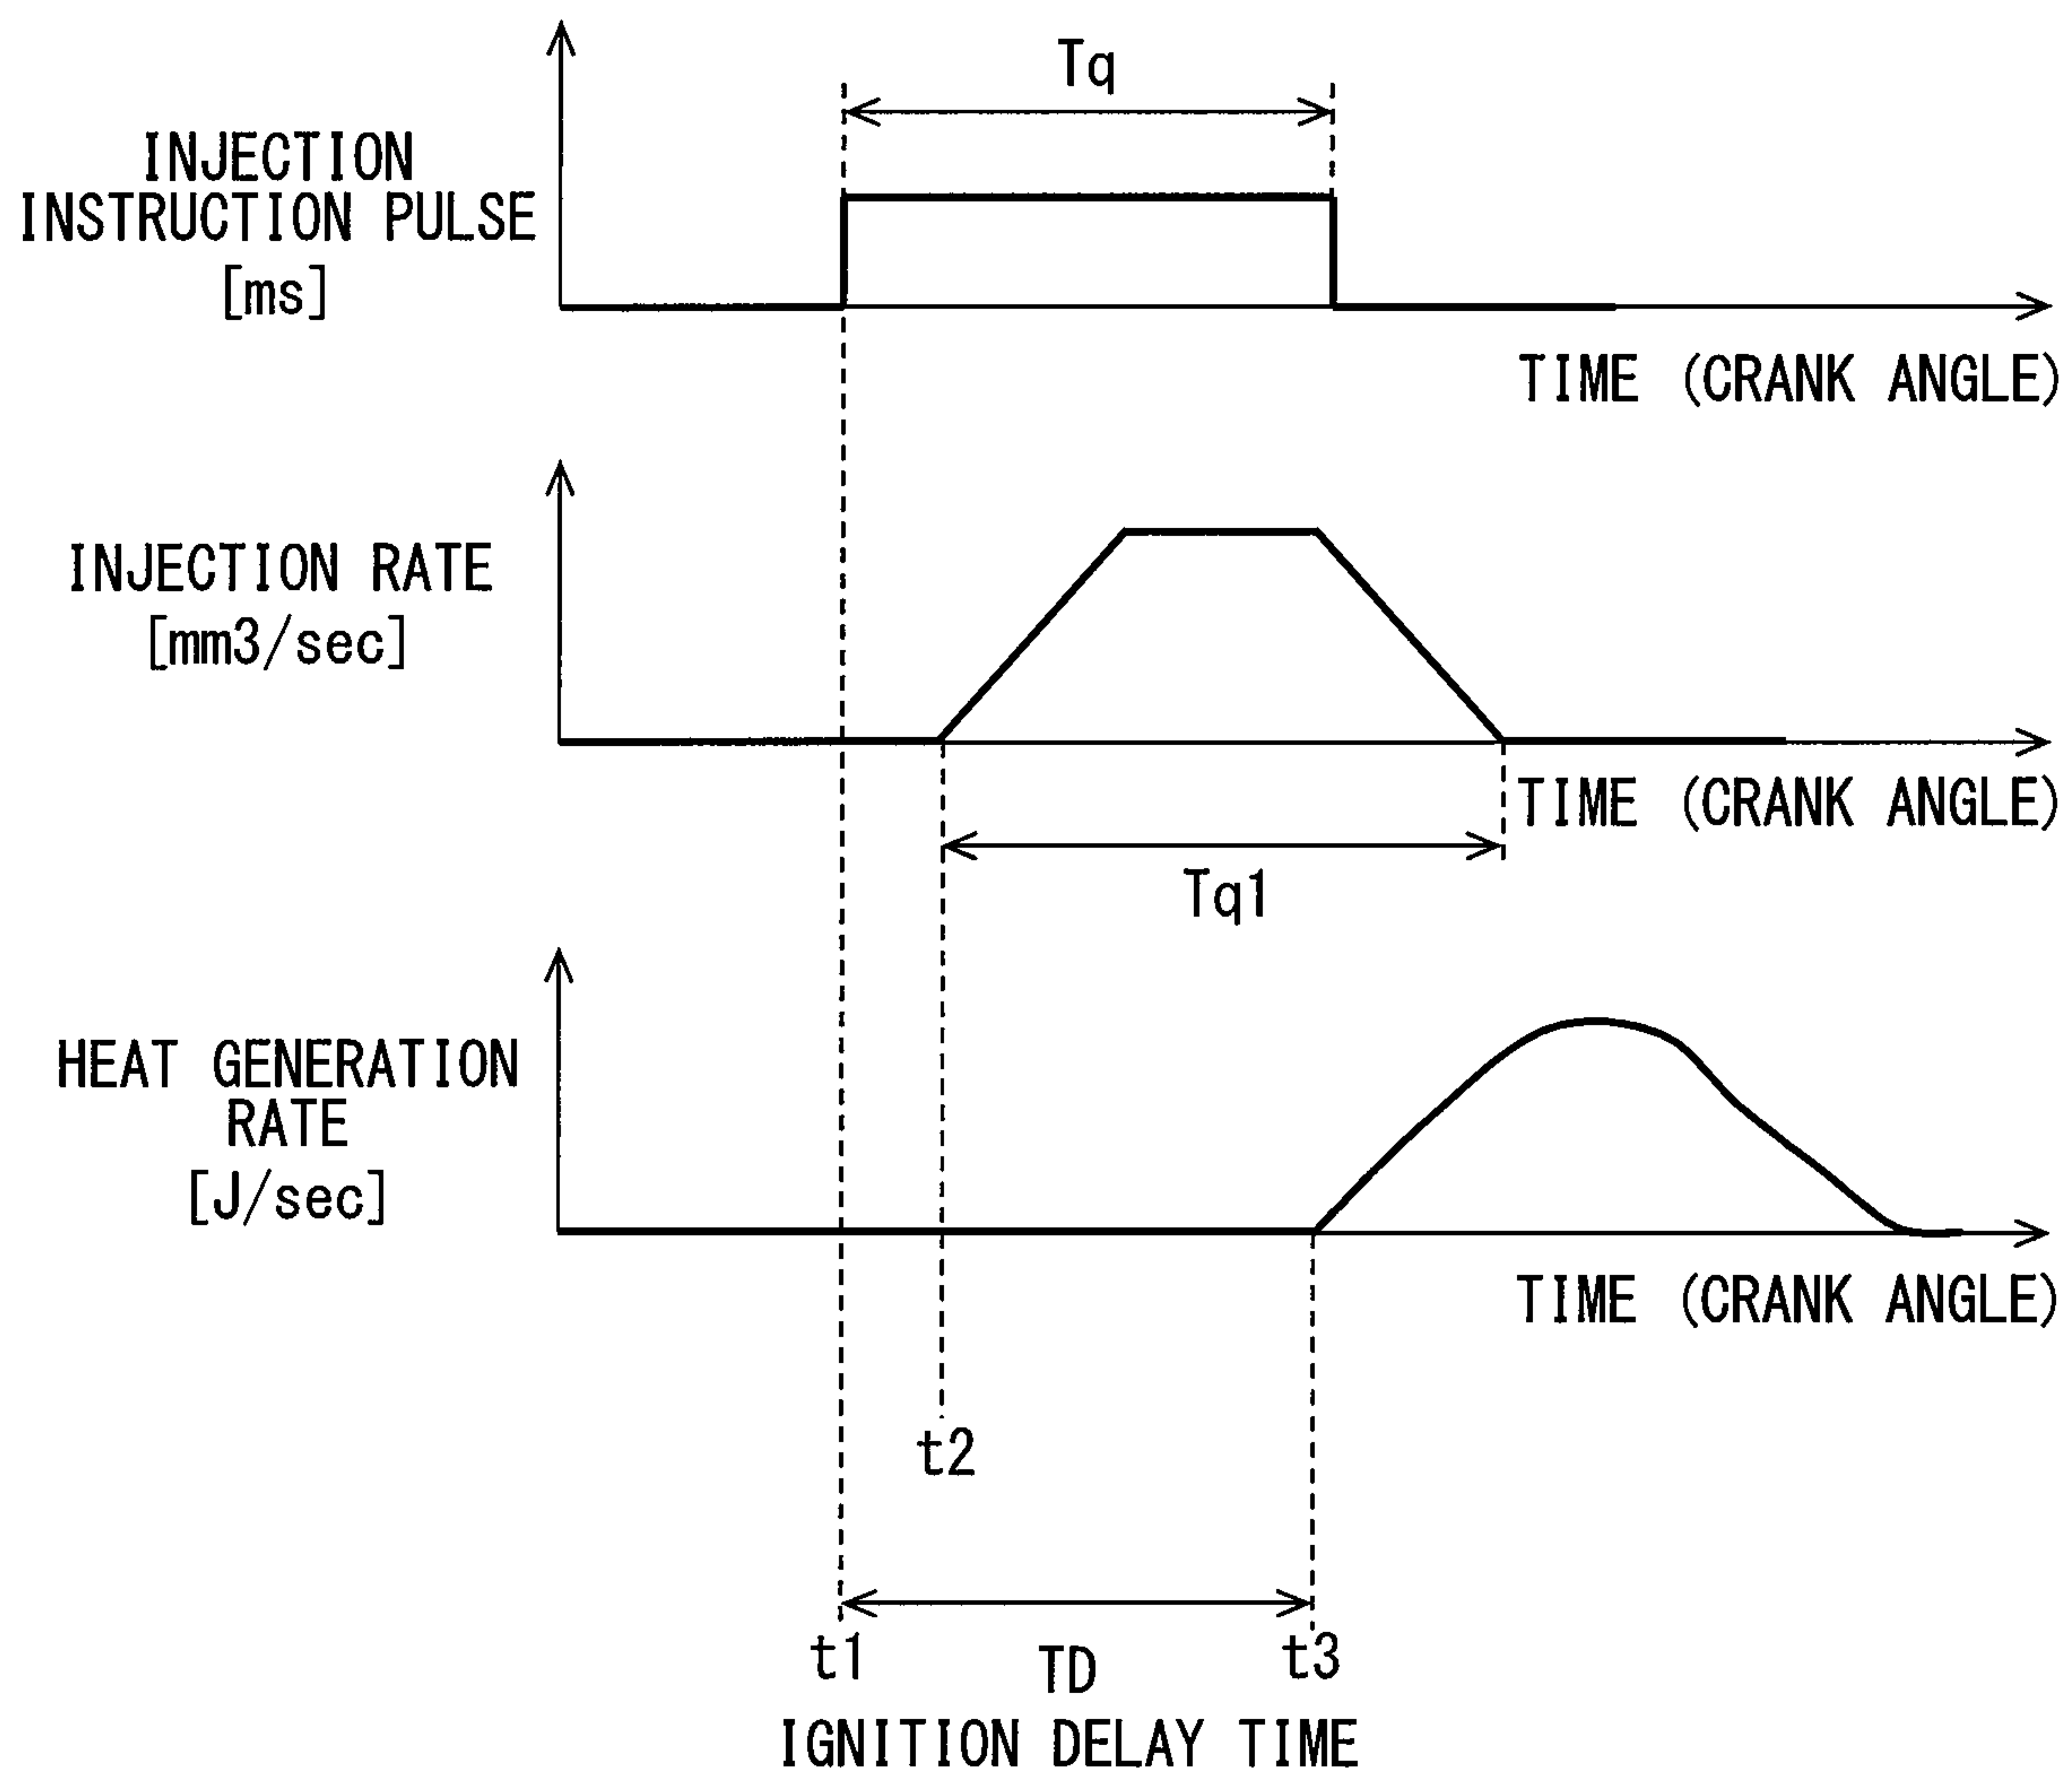 Tq
INJECTION
INSTRUCTION PULSE
[ms]
TIME (CRANK ANGLE)
INJECTION RATE
[mm3/sec]
TIME (CRANK ANGLE)
Tq1
HEAT GENERATION
RATE
[J/sec]
TIME (CRANK ANGLE)
t2
t1
TD
t3
IGNITION DELAY TIME